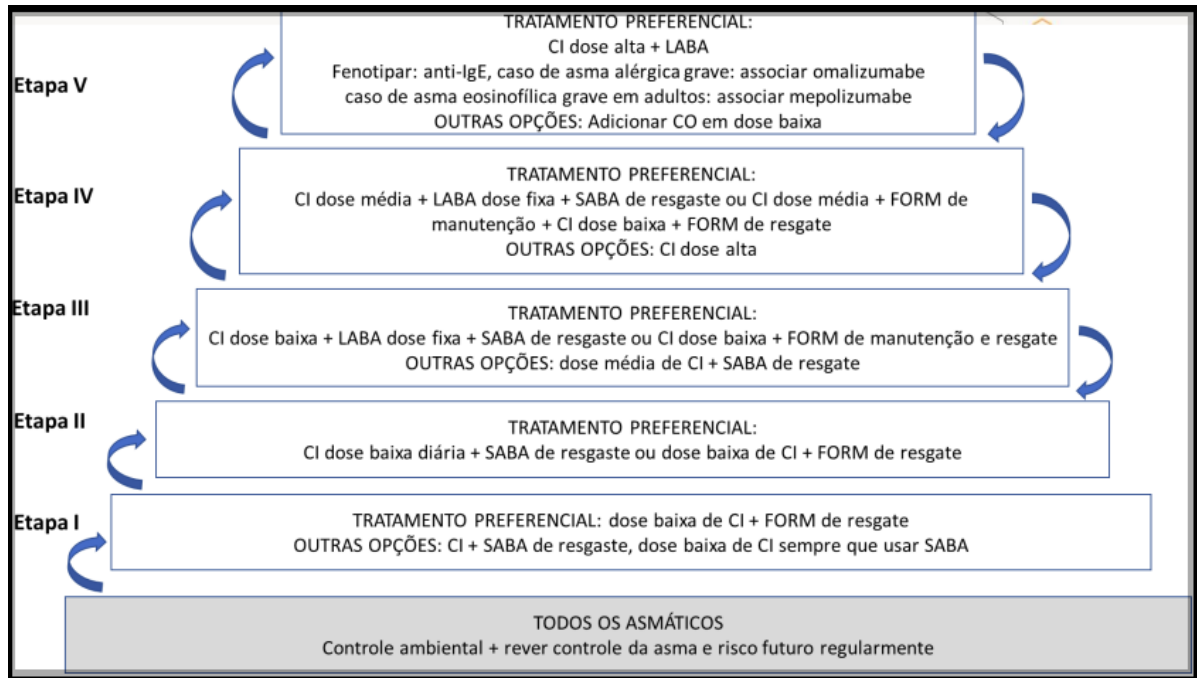 TRATAMENTO PREFERENCIAL:
CI dose alta + LABA
Etapa V
Fenotipar: anti-IgE, caso de asma alérgica grave: associar omalizumabe
caso de asma eosinofílica grave em adultos: associar mepolizumabe
OUTRAS OPÇÕES: Adicionar CO em dose baixa
TRATAMENTO PREFERENCIAL:
Etapa IV
CI dose média + LABA dose fixa + SABA de resgaste ou CI dose média + FORM de
manutenção + CI dose baixa + FORM de resgate
OUTRAS OPÇÕES: CI dose alta
Etapa III
TRATAMENTO PREFERENCIAL:
CI dose baixa + LABA dose fixa + SABA de resgaste ou CI dose baixa + FORM de manutenção e resgate
OUTRAS OPÇÕES: dose média de CI + SABA de resgate
Etapa II
TRATAMENTO PREFERENCIAL:
CI dose baixa diária + SABA de resgaste ou dose baixa de CI + FORM de resgate
Etapa I
TRATAMENTO PREFERENCIAL: dose baixa de CI + FORM de resgate
OUTRAS OPÇÕES: CI + SABA de resgaste, dose baixa de CI sempre que usar SABA
TODOS OS ASMÁTICOS
Controle ambiental + rever controle da asma e risco futuro regularmente